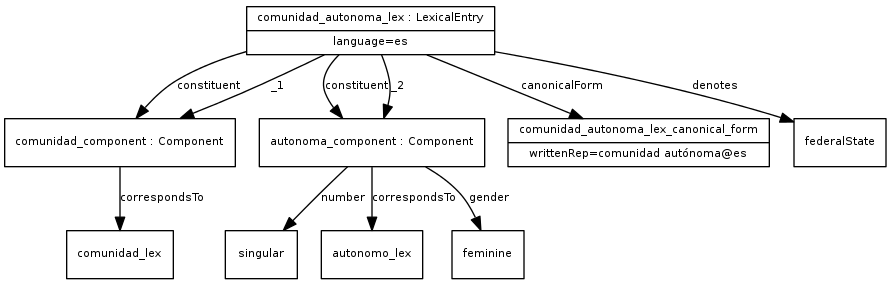 comunidad_autonoma_lex : LexicalEntry
language=es
constituent
_1
constituent
_2
canonicalForm
denotes
comunidad_component : Component
autonoma_component : Component
comunidad_autonoma_lex_canonical_form
writtenRep=comunidad autónoma@es
federalState
correspondsTo
number
correspondsTo
gender
comunidad_lex
singular
autonomo_lex
feminine